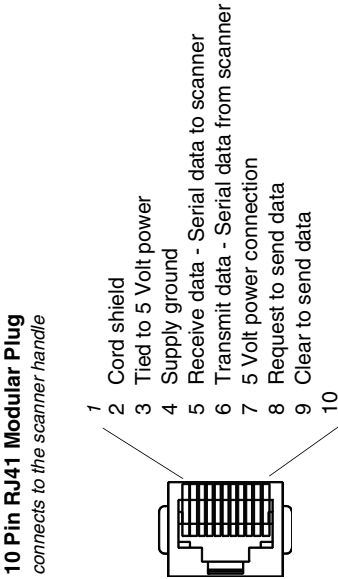 10 Pin RJ41 Modular Plug
connects to the scanner handle
1
2 Cord shield
3 Tied to 5 Volt power
4 Supply ground
5 Receive data - Serial data to scanner
6 Transmit data - Serial data from scanner
7 5 Volt power connection
8 Request to send data
9 Clear to send data
10